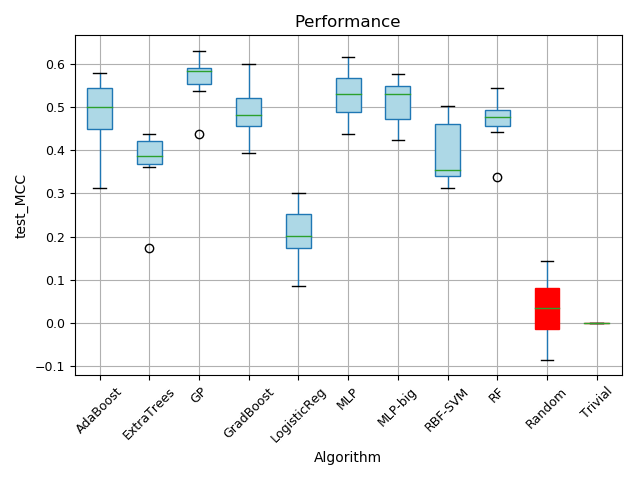 Performance
test_MCC
0.6
0.5
0.4
0.3
0.2
0.1
0.0
−0.1
AdaBoost
ExtraTrees
GP
GradBoost
LogisticReg
MLP
MLP-big
RBF-SVM
RF
Random
Trivial
Algorithm